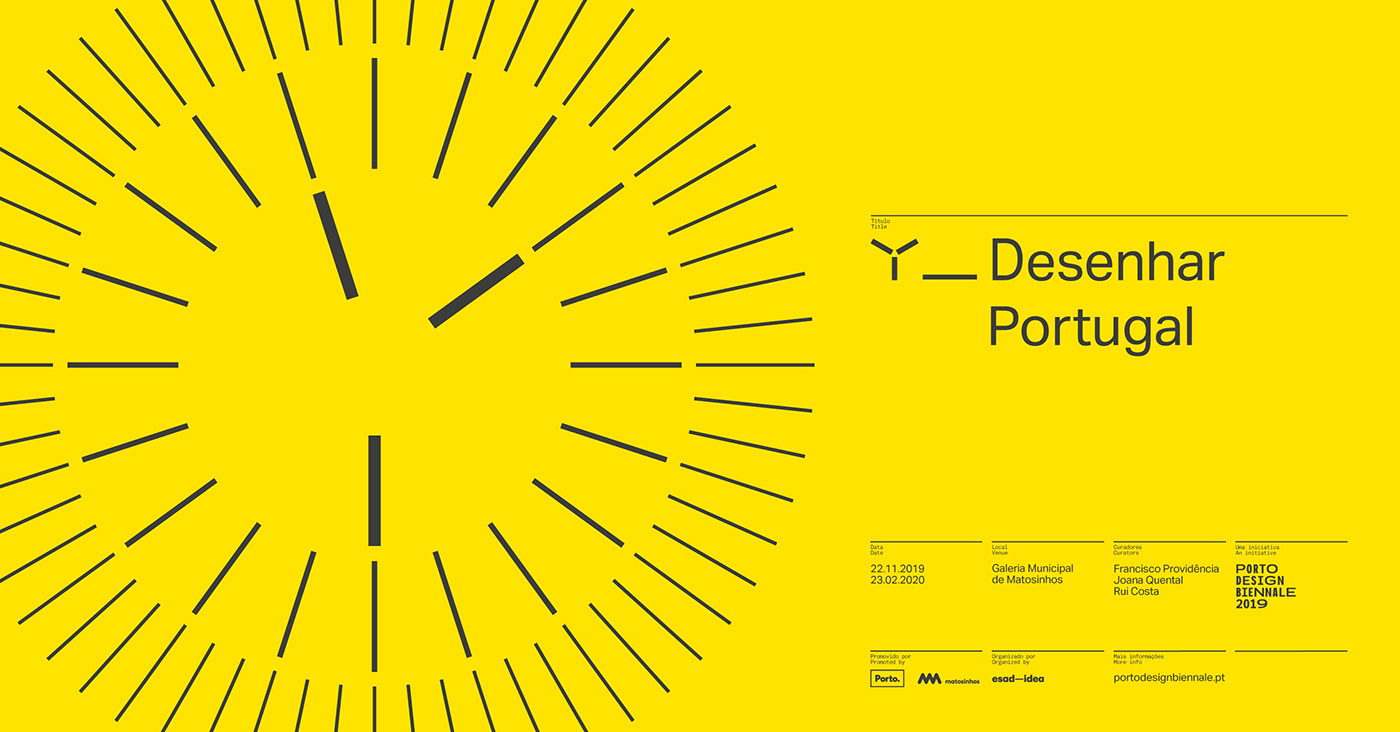 Título
Title
Y_ Desenhar
Portugal
Data
Date
22.11.2019
23.02.2020
Local
Venue
Galeria Municipal
de Matosinhos
Curadores
Curators
Francisco Providência
Joana Quental
Rui Costa
Uma iniciativa
An initiative
PORTO
DESIGN
BIENNALE
2019
Promovido por
Promoted by
Porto.
matosinhos
Organizado por
Organized by
esad—idea
Mais informações
More info
portodesignbiennale.pt